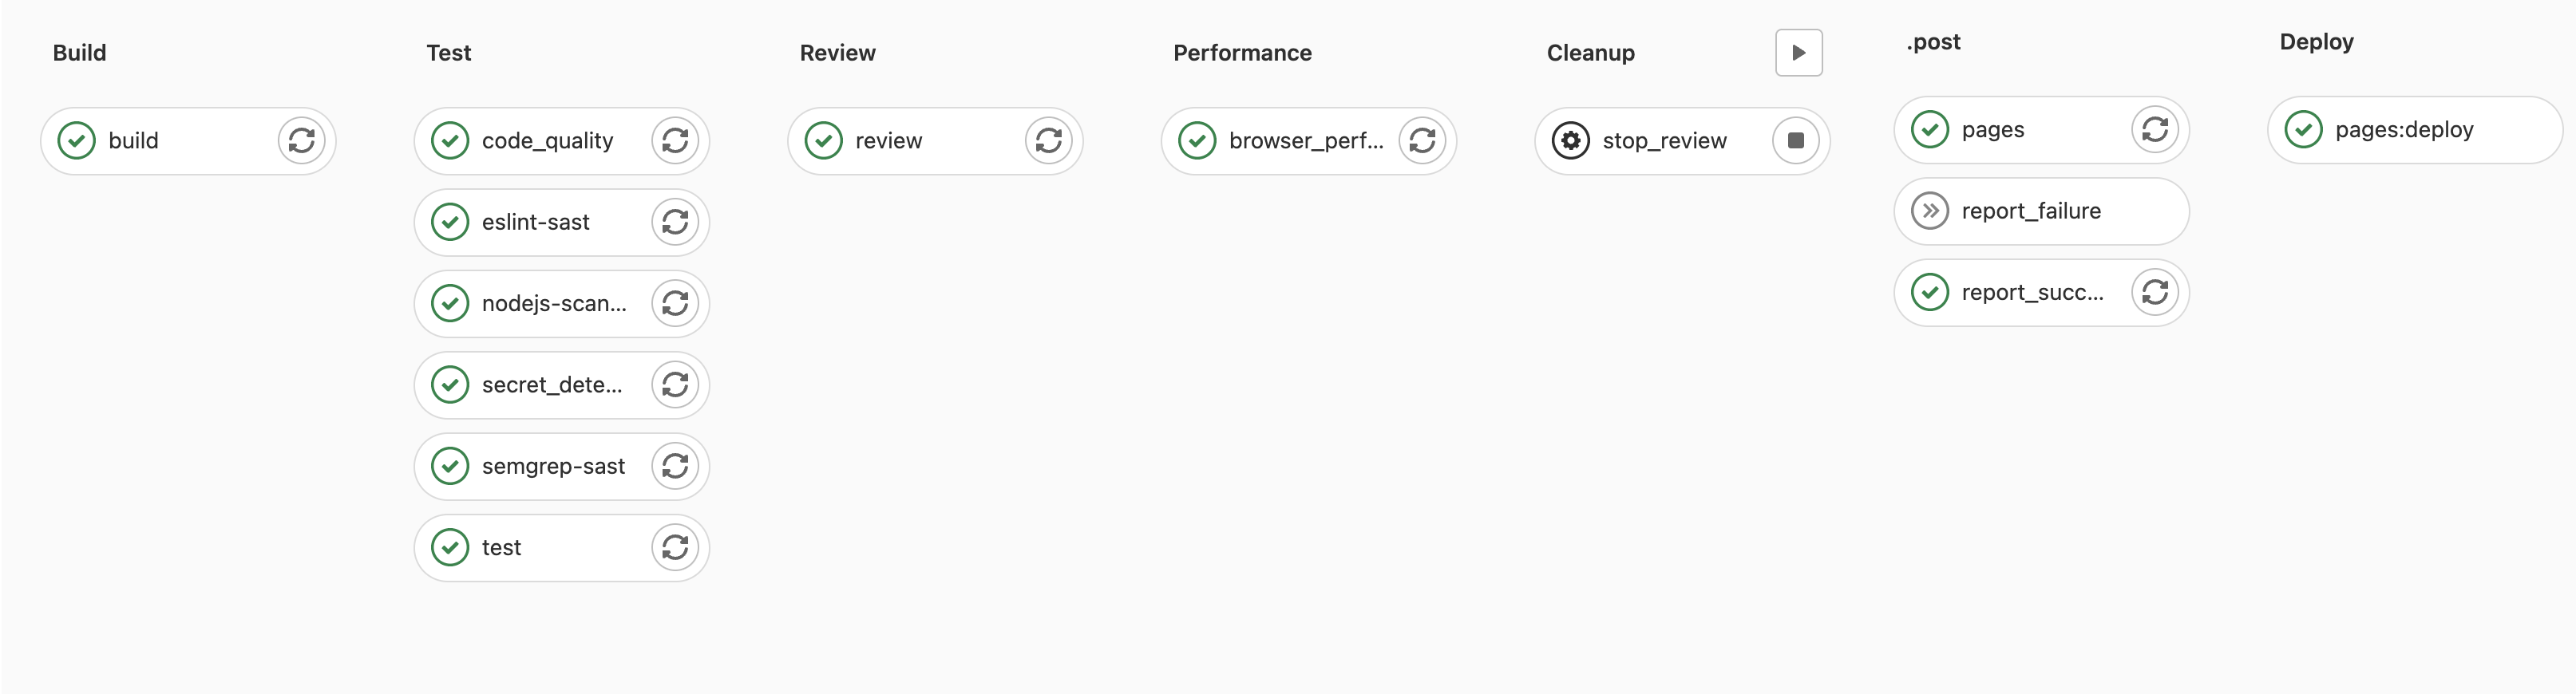 Build
build
Test
code_quality
eslint-sast
nodejs-scan...
secret_dete...
semgrep-sast
test
Review
review
Performance
browser_perf...
Cleanup
stop_review
.post
pages
report_failure
report_succ...
Deploy
pages:deploy